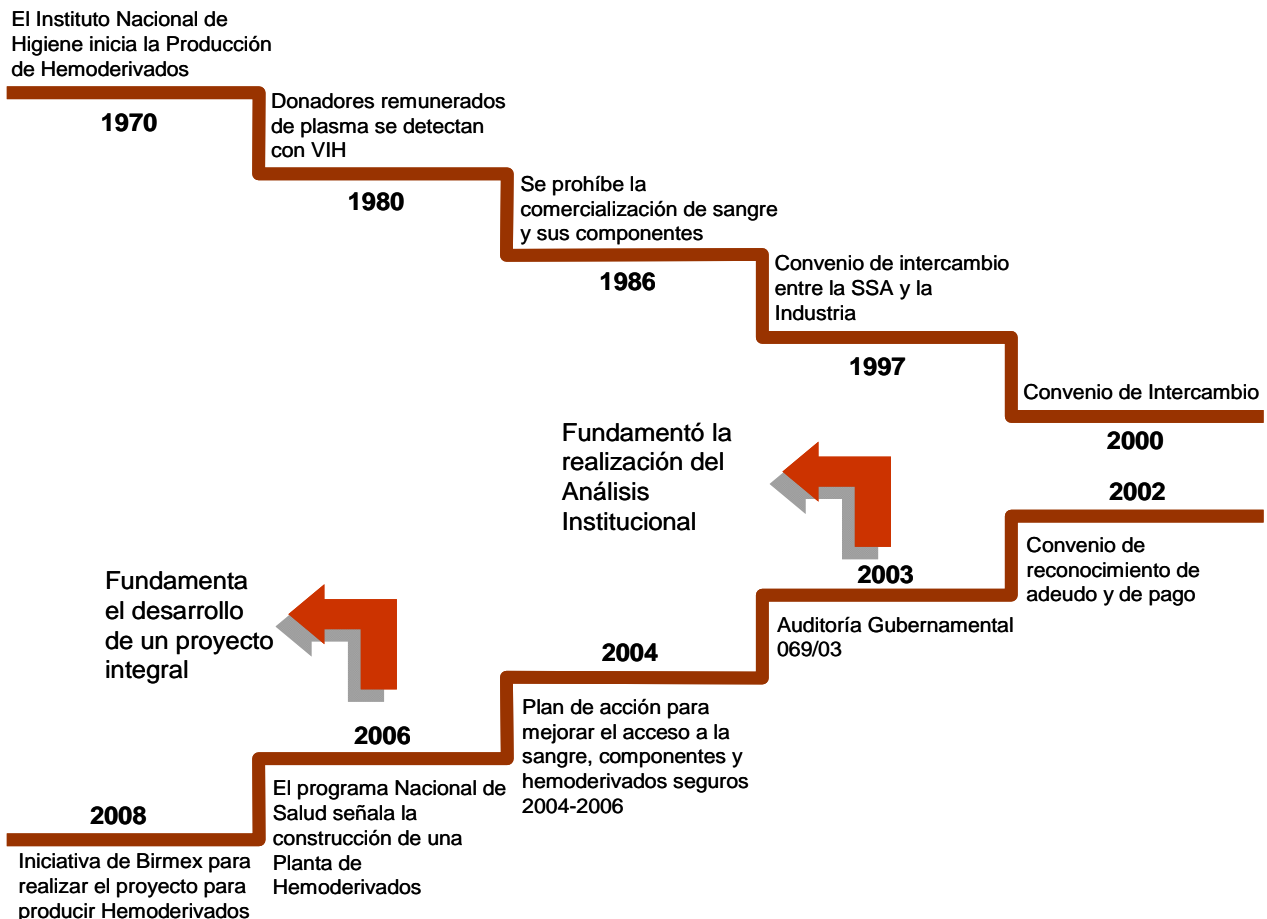 El Instituto Nacional de
Higiene inicia la Producción
de Hemoderivados
1970
Donadores remunerados
de plasma se detectan
con VIH
1980
Se prohíbe la
comercialización de sangre
y sus componentes
1986
Convenio de intercambio
entre la SSA y la
Industria
1997
Convenio de Intercambio
2000
2002
Convenio de
reconocimiento de
adeudo y de pago
Fundamentó la
realización del
Análisis
Institucional
2003
Auditoría Gubernamental
069/03
2004
Plan de acción para
mejorar el acceso a la
sangre, componentes y
hemoderivados seguros
2004-2006
Fundamenta
el desarrollo
de un proyecto
integral
2006
El programa Nacional de
Salud señala la
construcción de una
Planta de
Hemoderivados
2008
Iniciativa de Birmex para
realizar el proyecto para
producir Hemoderivados